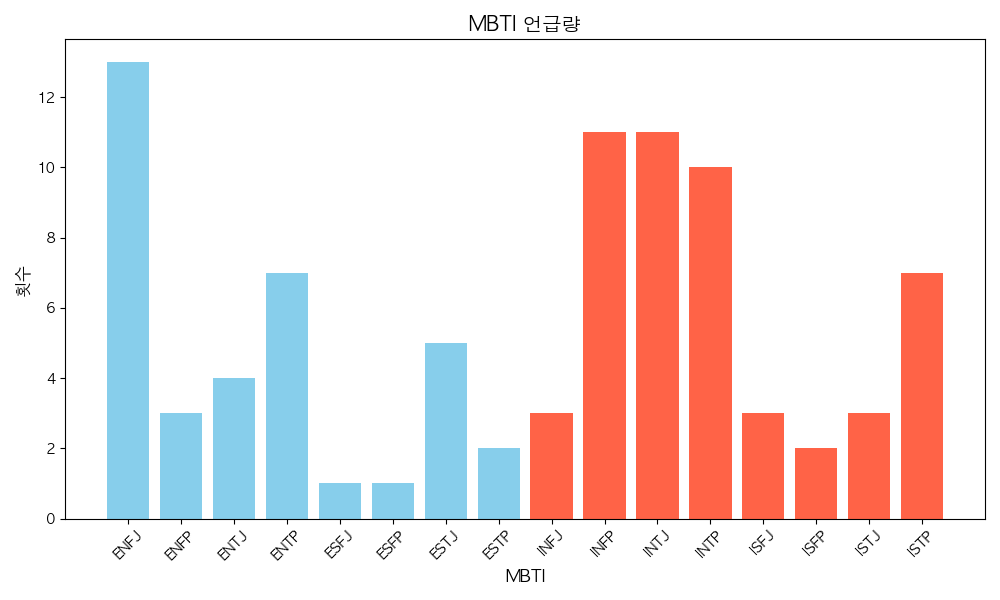 MBTI 언급량
횟수
12
10
8
6
4
2
0
ENFJ
ENFP
ENTJ
ENTP
ESFJ
ESFP
ESTJ
ESTP
INFJ
INFP
INTJ
INTP
ISFJ
ISFP
ISTJ
ISTP
MBTI